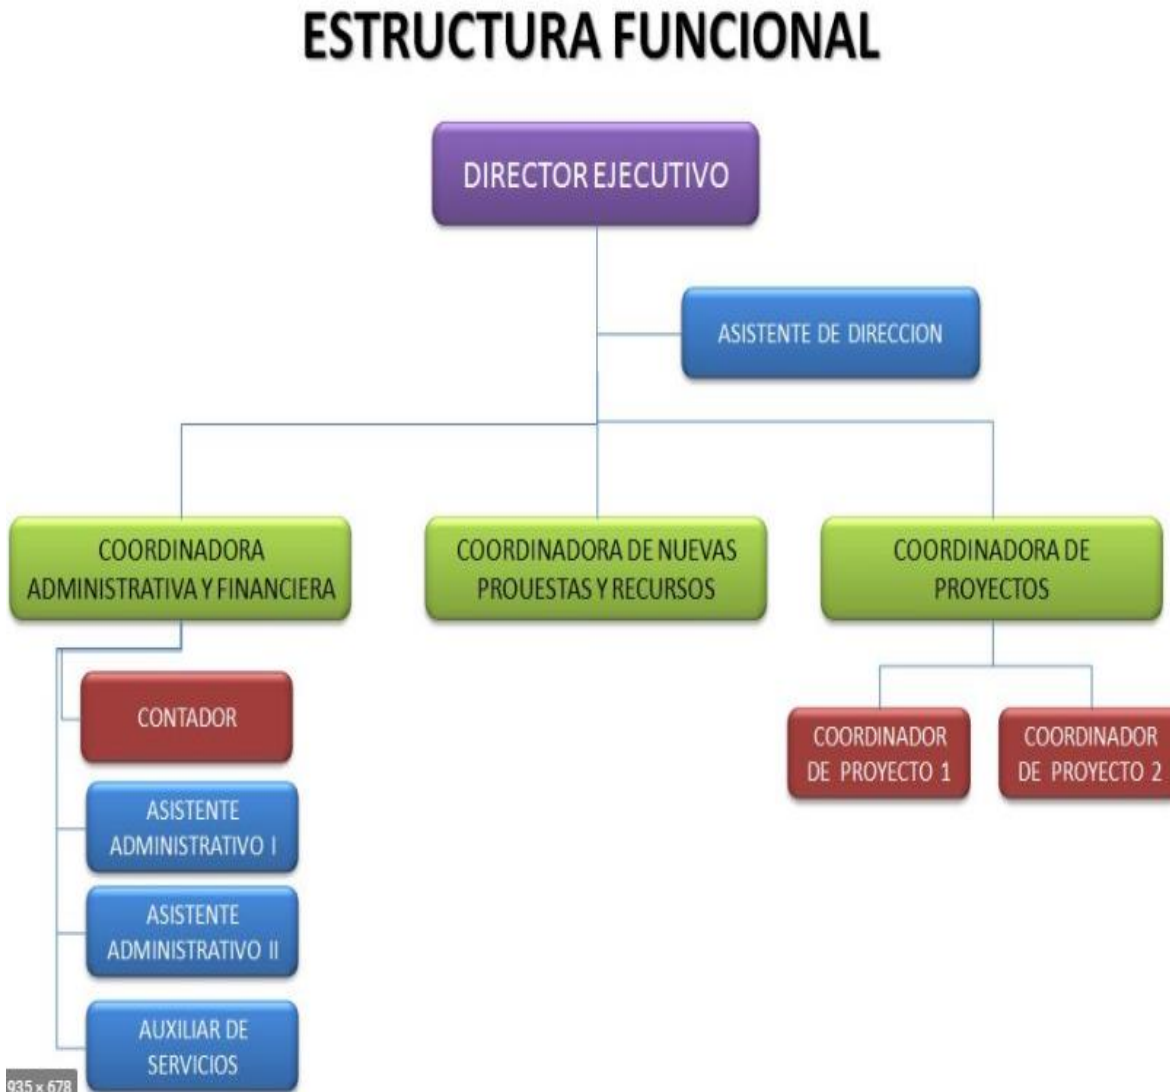 ESTRUCTURA FUNCIONAL
DIRECTOR EJECUTIVO
ASISTENTE DE DIRECCION
COORDINADORA
ADMINISTRATIVA Y FINANCIERA
COORDINADORA DE NUEVAS
PROUESTAS Y RECURSOS
COORDINADORA DE
PROYECTOS
CONTADOR
ASISTENTE
ADMINISTRATIVO I
ASISTENTE
ADMINISTRATIVO II
AUXILIAR DE
SERVICIOS
COORDINADOR
DE PROYECTO 1
COORDINADOR
DE PROYECTO 2
935 x 678